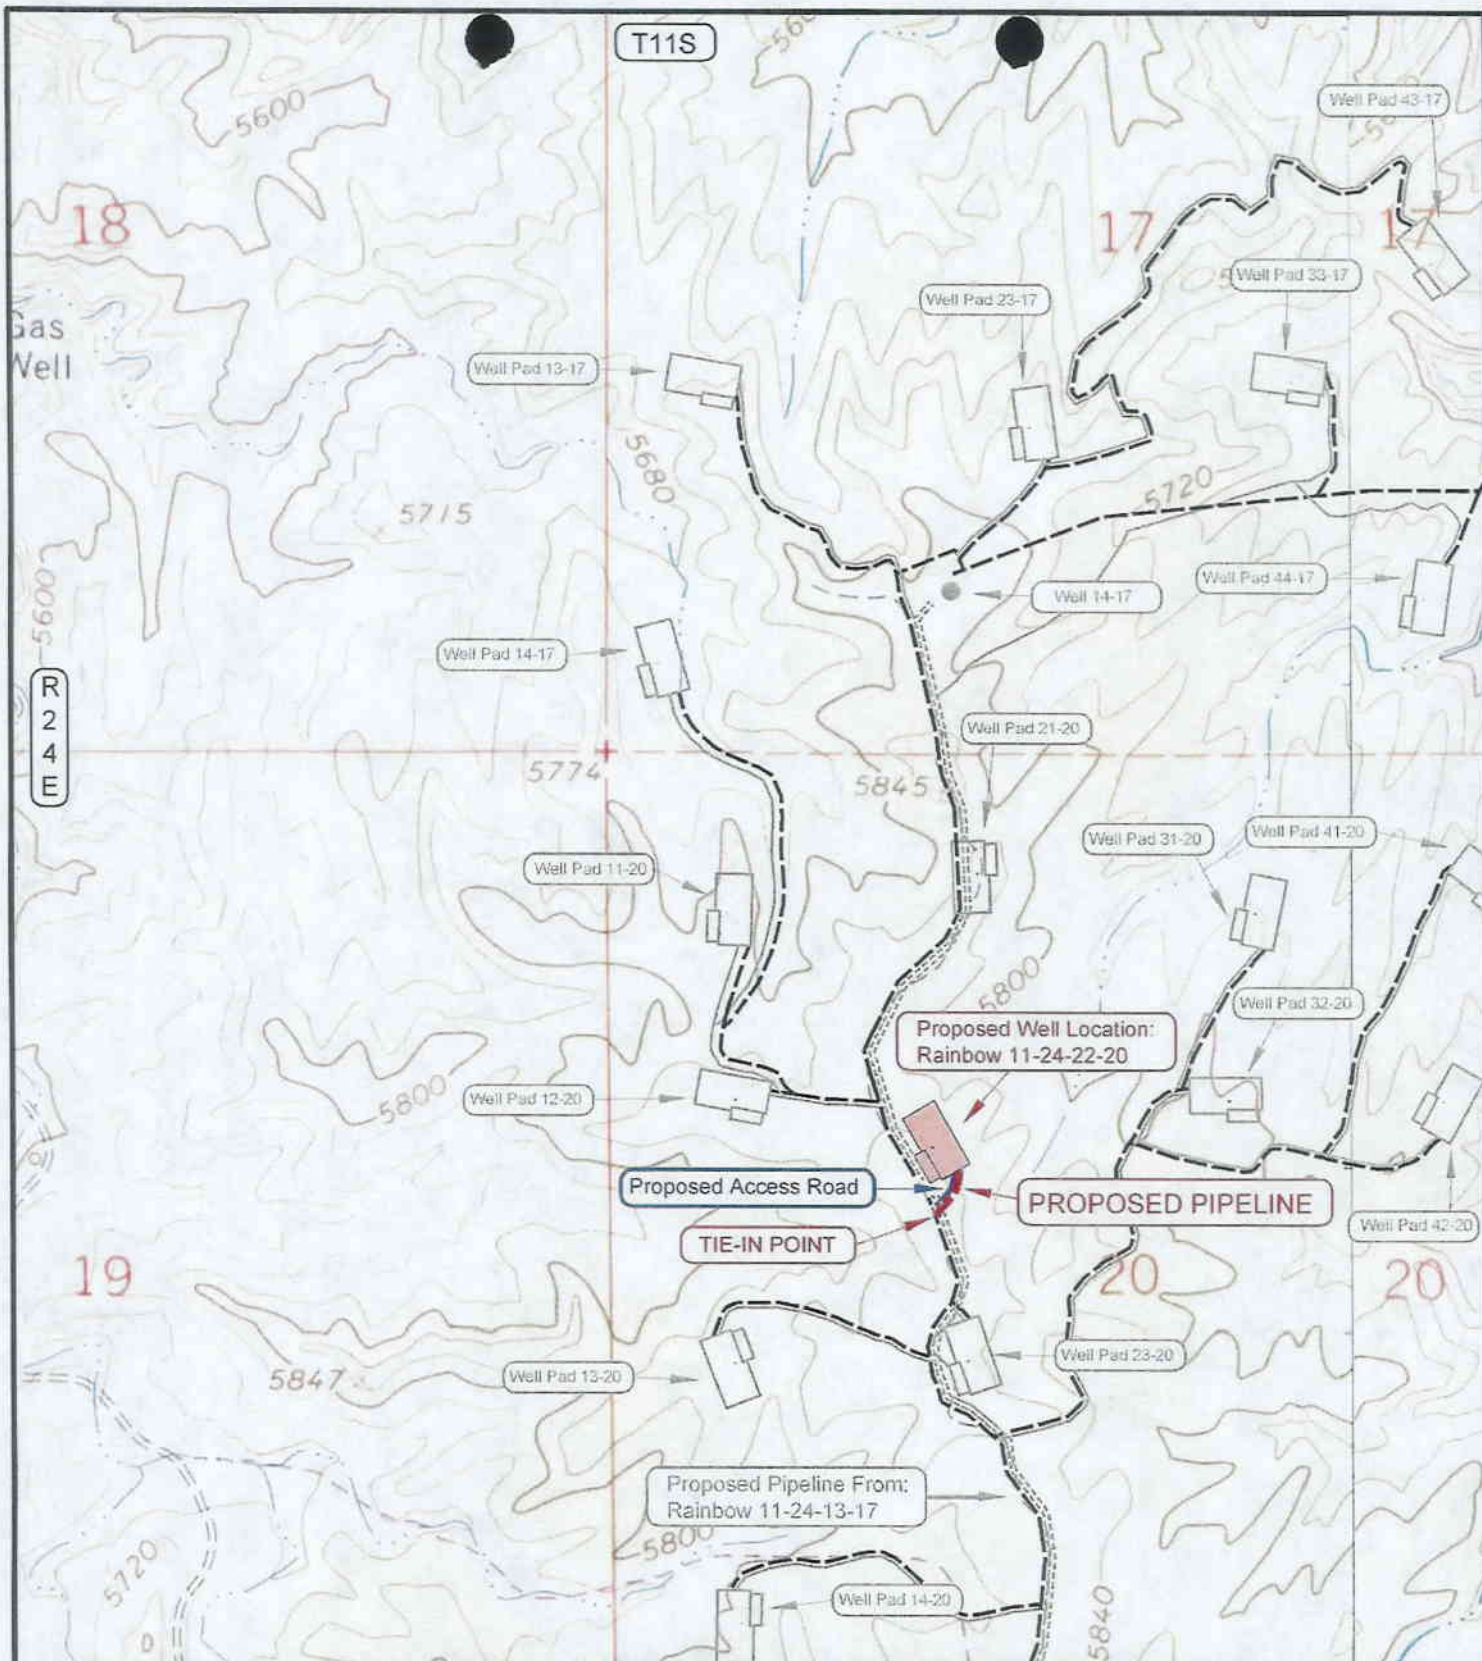 T11S
5600
Well Pad 43-17
18
17
17
Well Pad 33-17
Well Pad 23-17
Gas
Well
Well Pad 13-17
5680
5720
5715
5600
Well Pad 44-17
Well 14-17
Well Pad 14-17
R
2
4
E
Well Pad 21-20
5774
5845
Well Pad 31-20
Well Pad 41-20
Well Pad 11-20
5800
Well Pad 32-20
Proposed Well Location:
Rainbow 11-24-22-20
5800
Well Pad 12-20
Proposed Access Road
PROPOSED PIPELINE
Well Pad 42-20
TIE-IN POINT
19
20
20
5847
Well Pad 13-20
Well Pad 23-20
Proposed Pipeline From:
Rainbow 11-24-13-17
5800
5720
Well Pad 14-20
5840